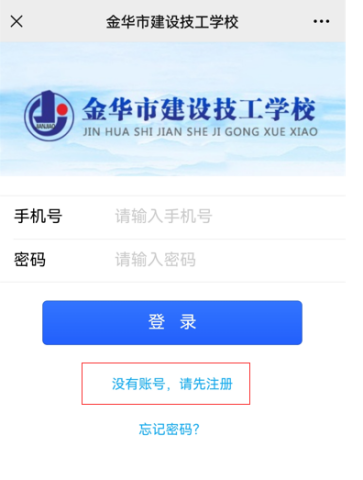 金华市建设技工学校
金华市建设技工学校
JIN HUA SHI JIAN SHE JI GONG XUE XIAO
手机号 请输入手机号
密码 请输入密码
登 录
没有账号，请先注册
忘记密码？